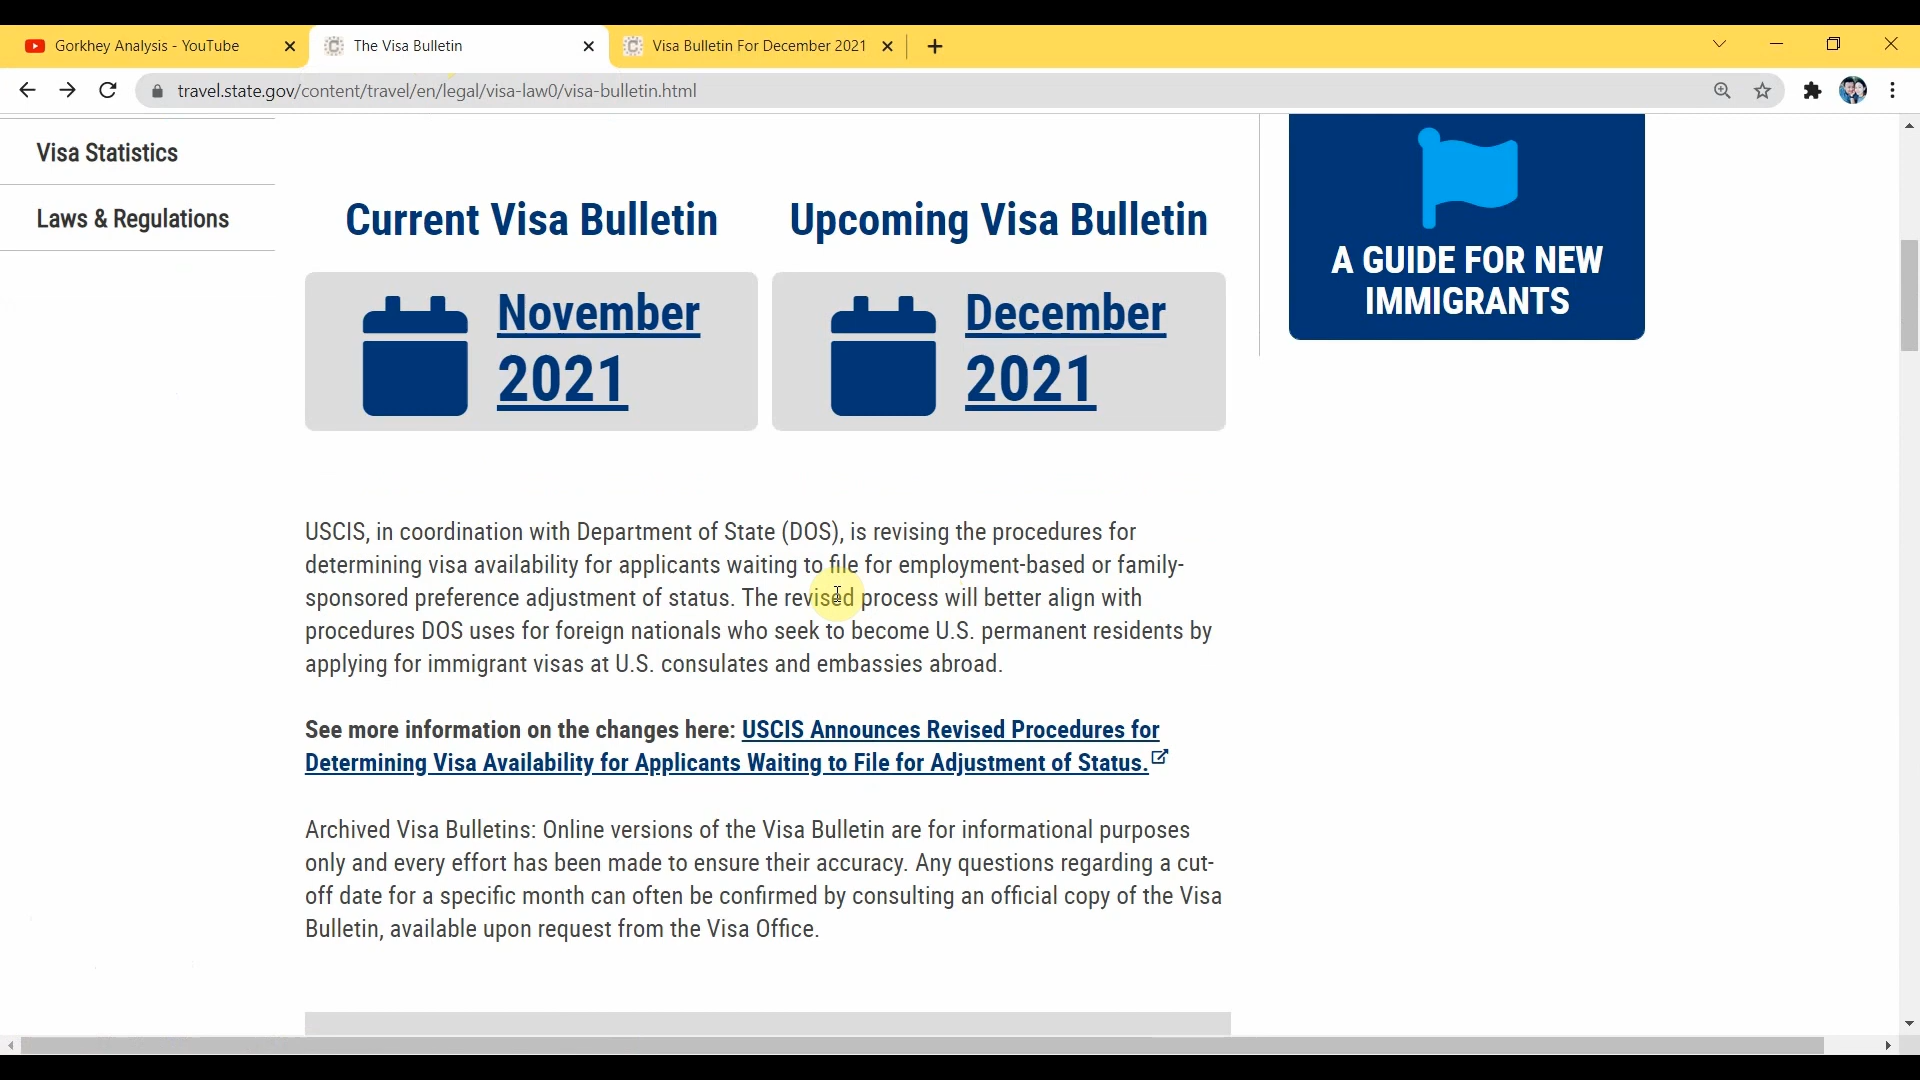 Gorkhey Analysis - YouTube
The Visa Bulletin
Visa Bulletin For December 2021
travel.state.gov/content/travel/en/legal/visa-law0/visa-bulletin.html
Visa Statistics
Laws & Regulations
Current Visa Bulletin
Upcoming Visa Bulletin
November
2021
December
2021
A GUIDE FOR NEW
IMMIGRANTS
USCIS, in coordination with Department of State (DOS), is revising the procedures for
determining visa availability for applicants waiting to file for employment-based or family-
sponsored preference adjustment of status. The revised process will better align with
procedures DOS uses for foreign nationals who seek to become U.S. permanent residents by
applying for immigrant visas at U.S. consulates and embassies abroad.
See more information on the changes here: USCIS Announces Revised Procedures for
Determining Visa Availability for Applicants Waiting to File for Adjustment of Status.
Archived Visa Bulletins: Online versions of the Visa Bulletin are for informational purposes
only and every effort has been made to ensure their accuracy. Any questions regarding a cut-
off date for a specific month can often be confirmed by consulting an official copy of the Visa
Bulletin, available upon request from the Visa Office.